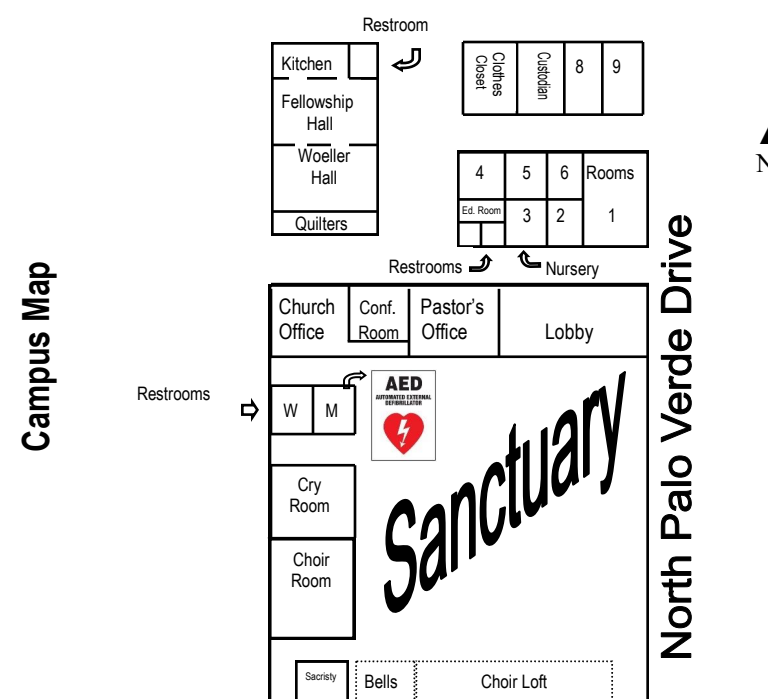 Restroom
Kitchen
Fellowship
Hall
Woeller
Hall
Quilters
Clothes
Closet
Custodian
8
9
N
4
5
6
Rooms
Ed. Room
3
2
1
Restrooms
Nursery
Campus Map
North Palo Verde Drive
Church
Office
Conf.
Room
Pastor's
Office
Lobby
Restrooms
W
M
AED
AUTOMATED EXTERNAL
DEFIBRILLATOR
Sanctuary
Cry
Room
Choir
Room
Sacristy
Bells
Choir Loft